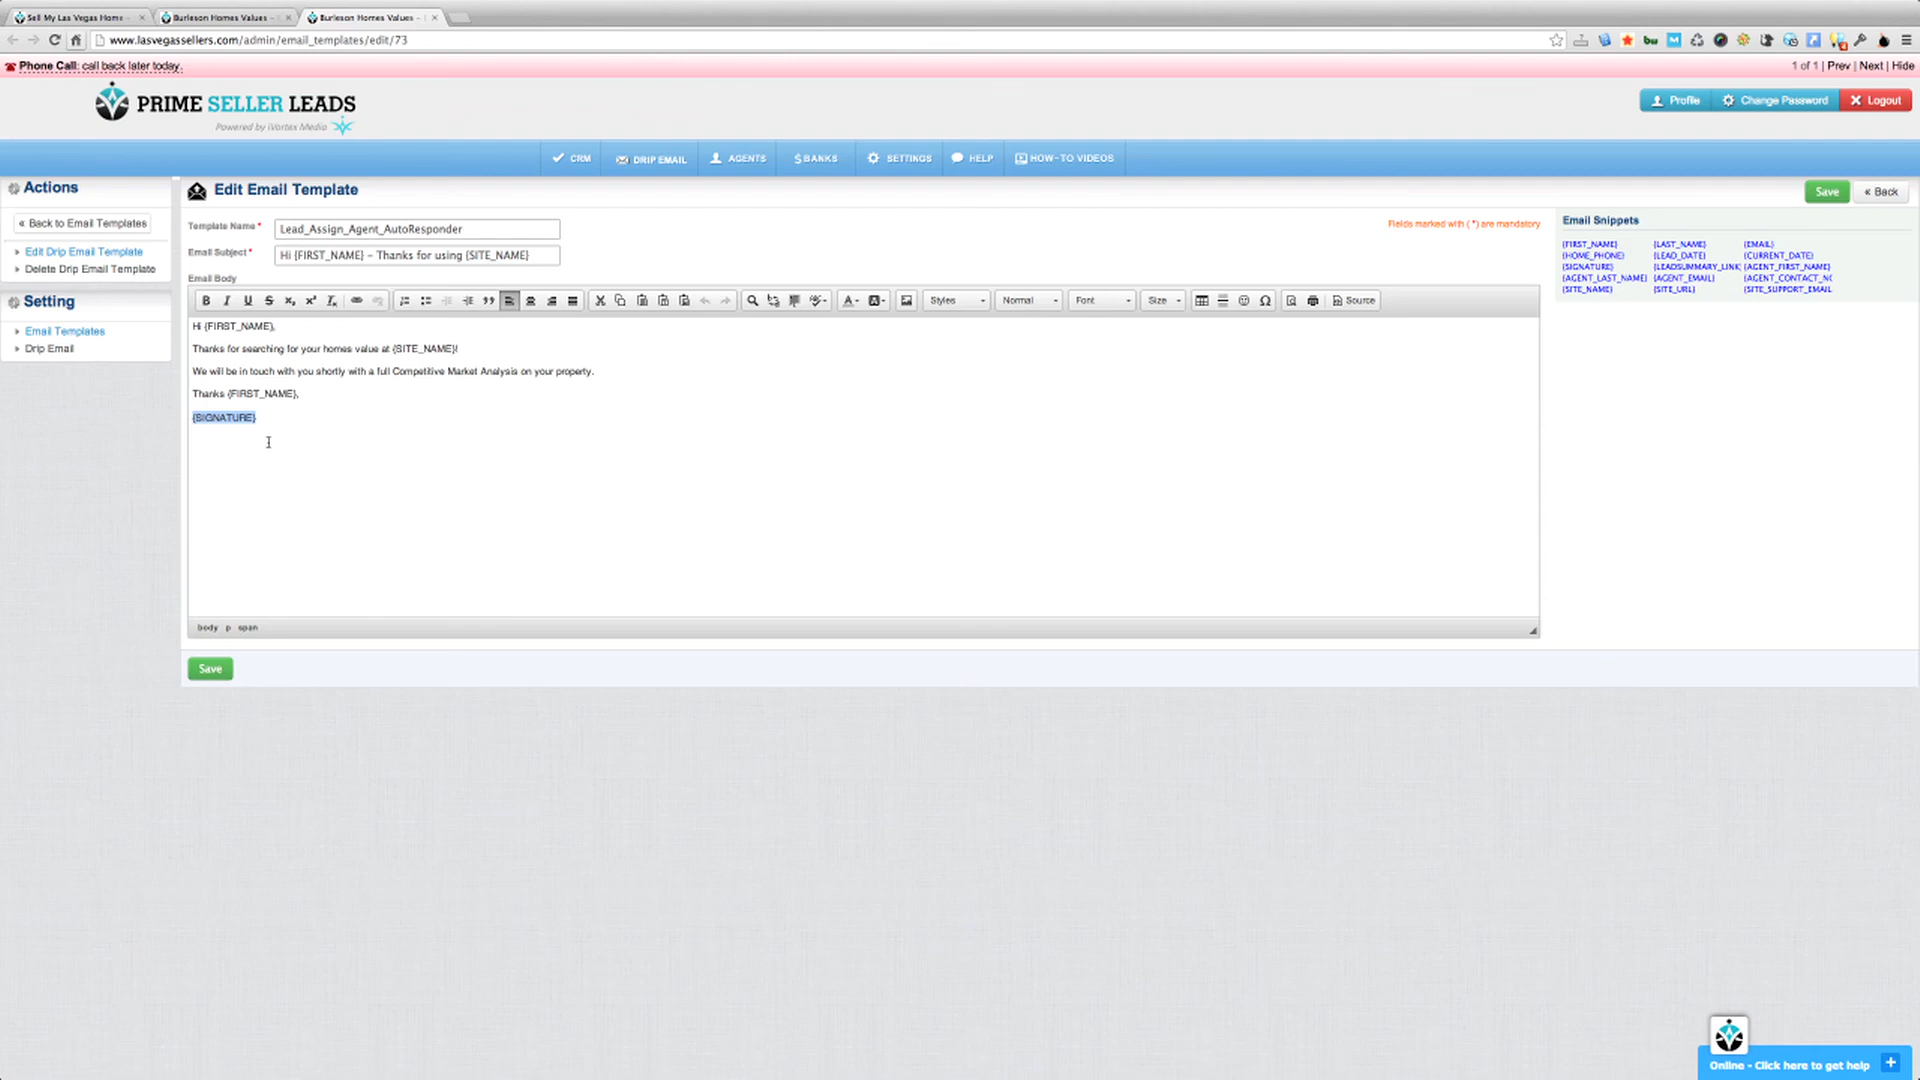 Sell My Las Vegas Home -
Burleson Homes Values -
Burleson Homes Values -
www.lasvegassellers.com/admin/email_templates/edit/73
Phone Call: call back later today.
1 of 1 | Prev | Next | Hide
PRIME SELLER LEADS
Powered by iVortex Media
Profile
Change Password
Logout
CRM
DRIP EMAIL
AGENTS
$BANKS
SETTINGS
HELP
HOW-TO VIDEOS
Actions
« Back to Email Templates
Edit Drip Email Template
Delete Drip Email Template
Setting
Email Templates
Drip Email
Edit Email Template
Save
« Back
Template Name *
Lead_Assign_Agent_AutoResponder
Fields marked with ( *) are mandatory
Email Subject *
Hi {FIRST_NAME} - Thanks for using {SITE_NAME}
Email Body
Styles
Normal
Font
Size
Source
Hi {FIRST_NAME},
Thanks for searching for your homes value at {SITE_NAME}!
We will be in touch with you shortly with a full Competitive Market Analysis on your property.
Thanks {FIRST_NAME},
{SIGNATURE}
body p span
Save
Email Snippets
{FIRST_NAME} {LAST_NAME} {EMAIL}
{HOME_PHONE} {LEAD_DATE} {CURRENT_DATE}
{SIGNATURE} {LEADSUMMARY_LINK} {AGENT_FIRST_NAME}
{AGENT_LAST_NAME} {AGENT_EMAIL} {AGENT_CONTACT_NO
{SITE_NAME} {SITE_URL} {SITE_SUPPORT_EMAIL
Online - Click here to get help +